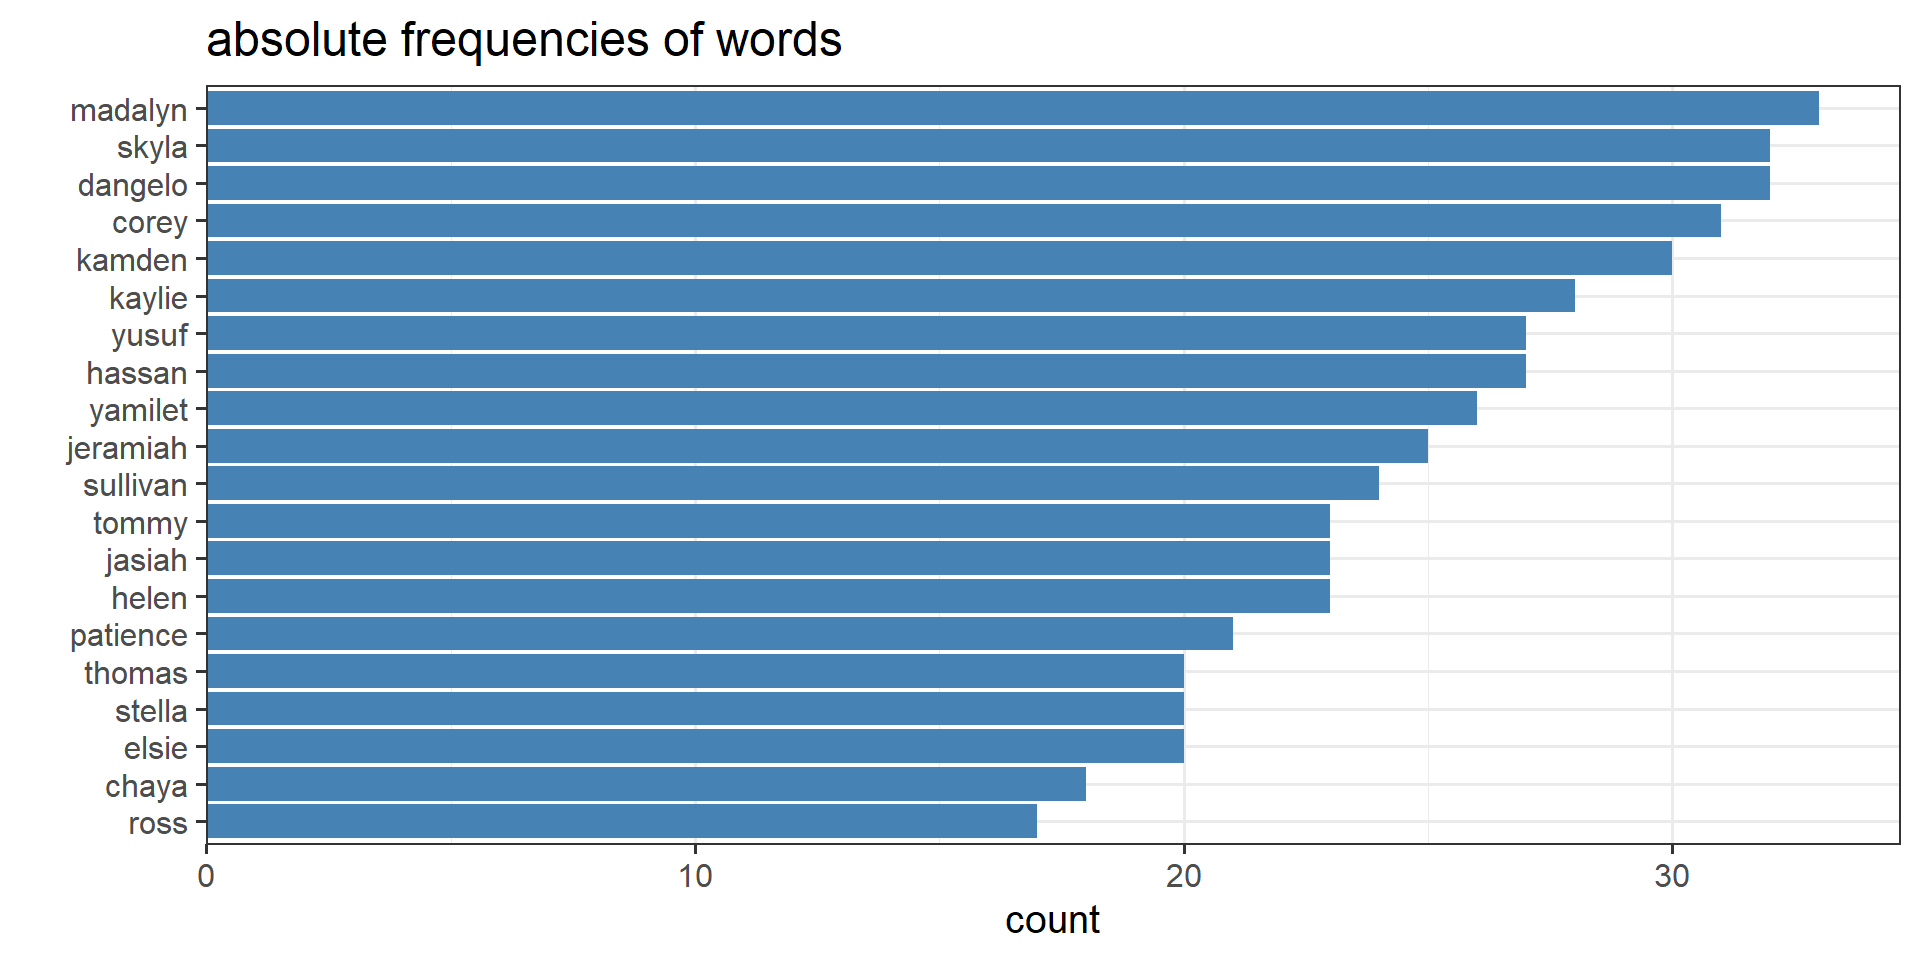 absolute frequencies of words
madalyn
skyla
dangelo
corey
kamden
kaylie
yusuf
hassan
yamilet
jeramiah
sullivan
tommy
jasiah
helen
patience
thomas
stella
elsie
chaya
ross
0 10 20 30
count